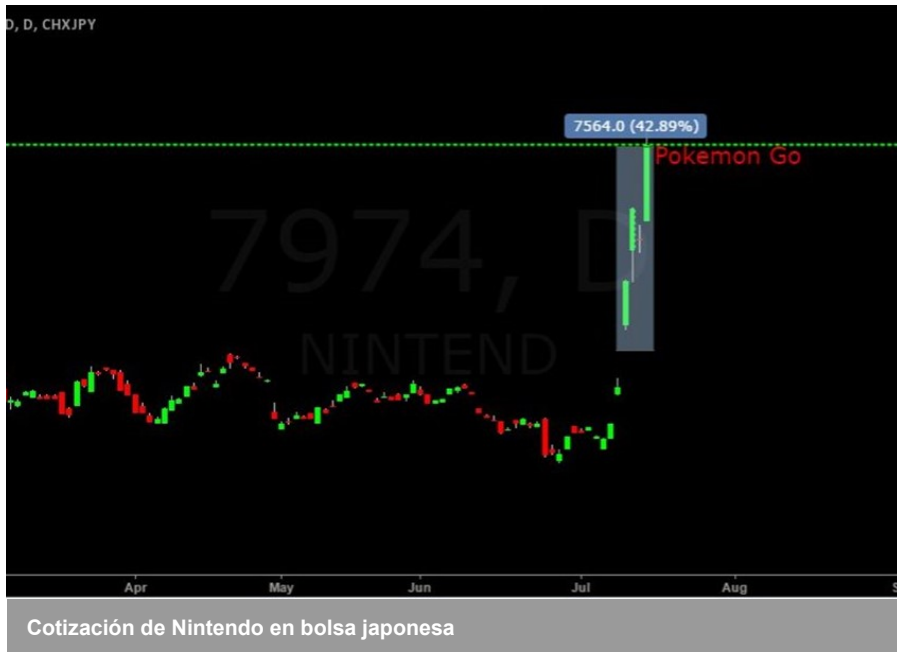 D, D, CHXJPY
7564.0 (42.89%)
Pokemon Go
7974, D
NINTEND
Apr May Jun Jul Aug S
Cotización de Nintendo en bolsa japonesa